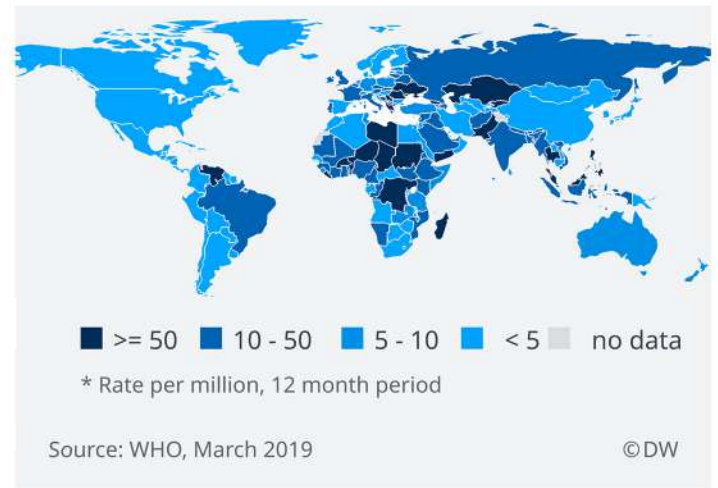 >= 50 10 - 50 5 - 10 < 5 no data
* Rate per million, 12 month period
Source: WHO, March 2019 ©DW